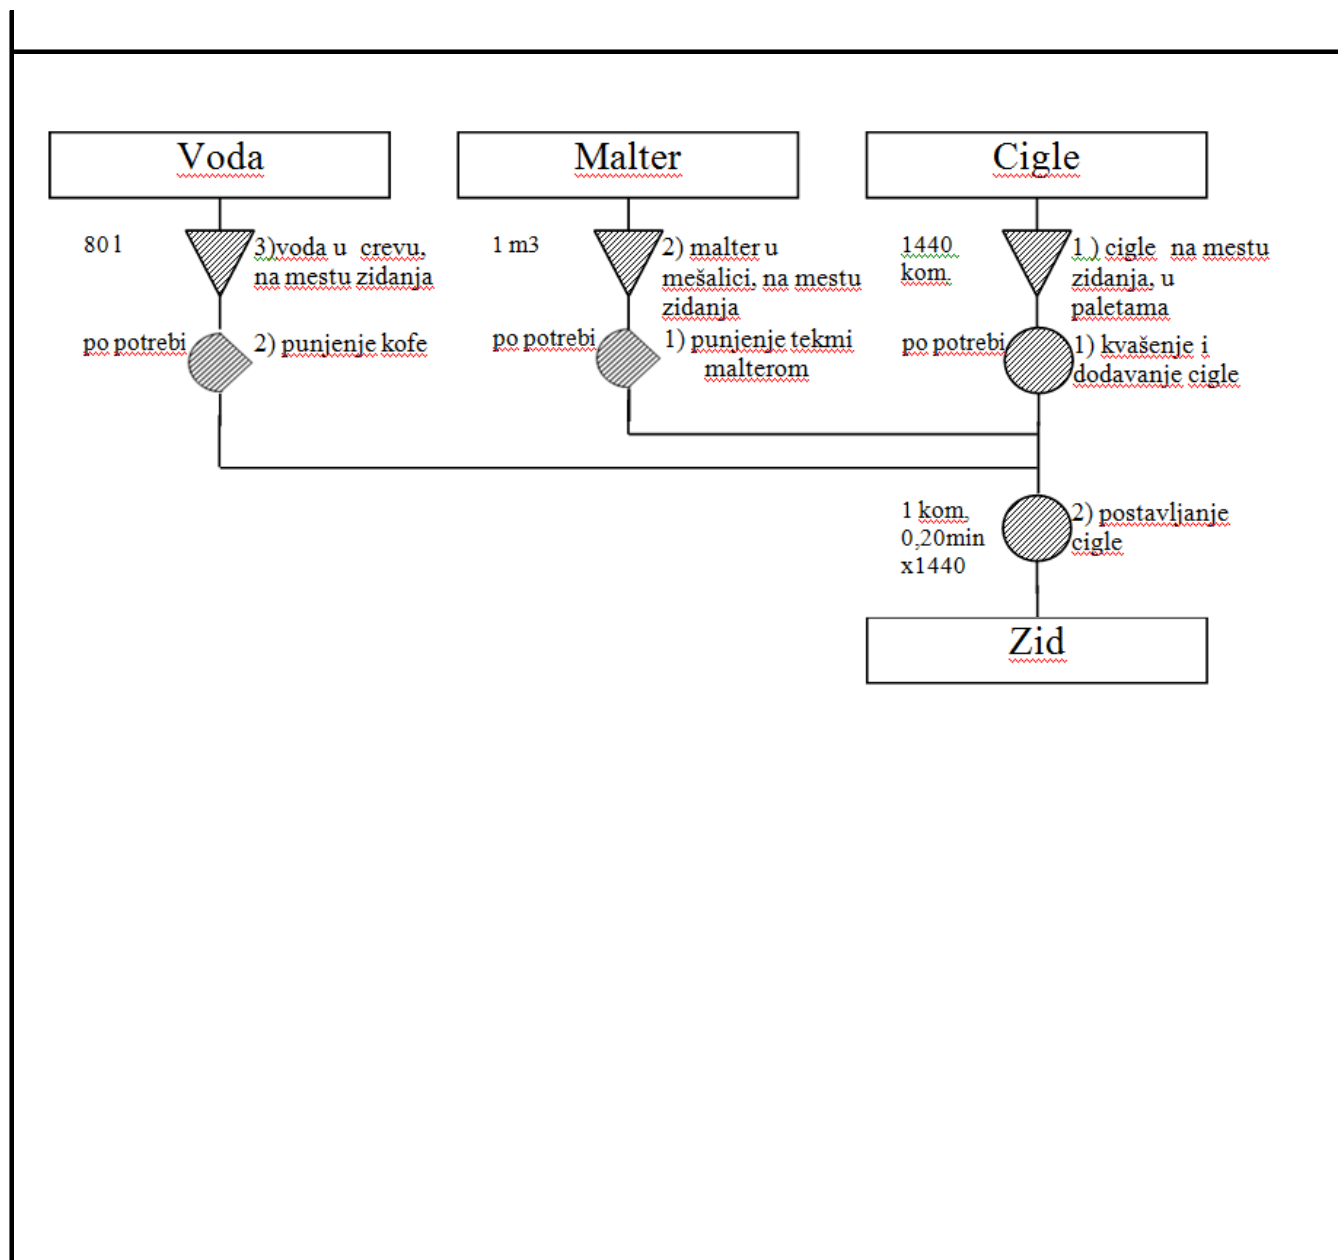 Voda
Malter
Cigle
80 l
3)voda u crevu,
na mestu zidanja
1 m3
2) malter u
mešalici, na mestu
zidanja
1440
kom.
1 ) cigle na mestu
zidanja, u
paletama
po potrebi
2) punjenje kofe
po potrebi
1) punjenje tekmi
malterom
po potrebi
1) kvašenje i
dodavanje cigle
1 kom,
0,20min
x1440
2) postavljanje
cigle
Zid